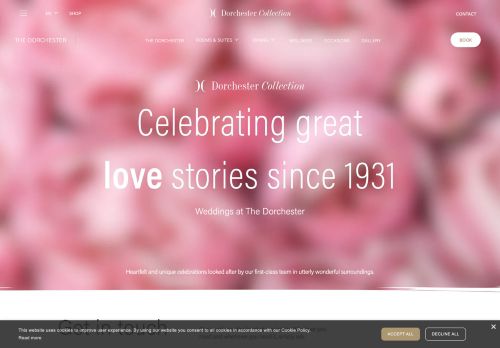 EN
SHOP
Dorchester Collection
CONTACT
THE DORCHESTER
THE DORCHESTER
ROOMS & SUITES
DINING
WELLNESS
OCCASIONS
GALLERY
BOOK
Dorchester Collection
Celebrating great
love stories since 1931
Weddings at The Dorchester
Heartfelt and unique celebrations looked after by our first-class team in utterly wonderful surroundings.
Get in touch
This website uses cookies to improve user experience. By using our website you consent to all cookies in accordance with our Cookie Policy.
Read more
ACCEPT ALL
DECLINE ALL